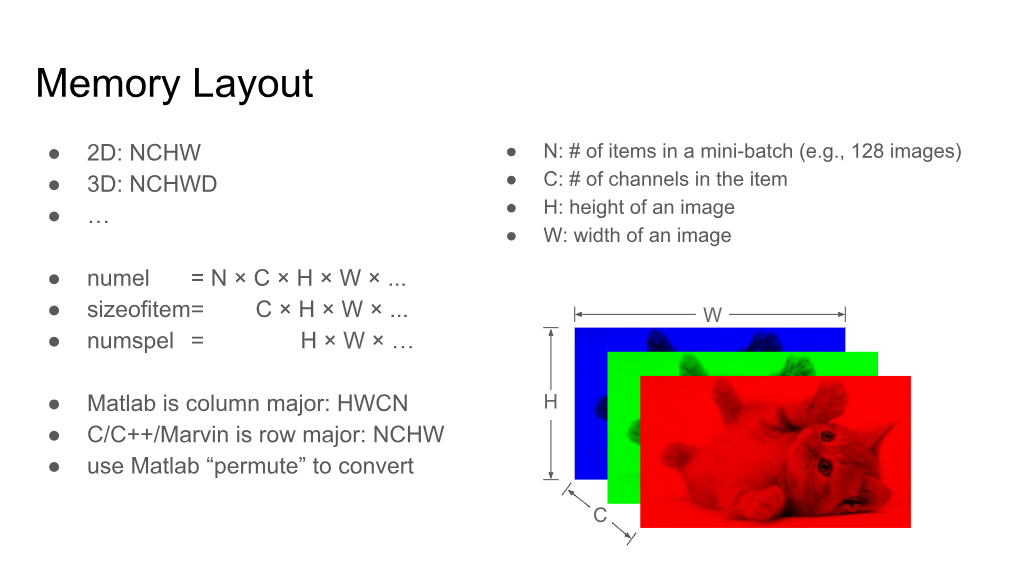 Memory Layout
● 2D: NCHW
● 3D: NCHWD
● …
● numel = N × C × H × W × ...
● sizeofitem= C × H × W × ...
● numspel = H × W × …
● Matlab is column major: HWCN
● C/C++/Marvin is row major: NCHW
● use Matlab “permute” to convert
● N: # of items in a mini-batch (e.g., 128 images)
● C: # of channels in the item
● H: height of an image
● W: width of an image
W
H
C